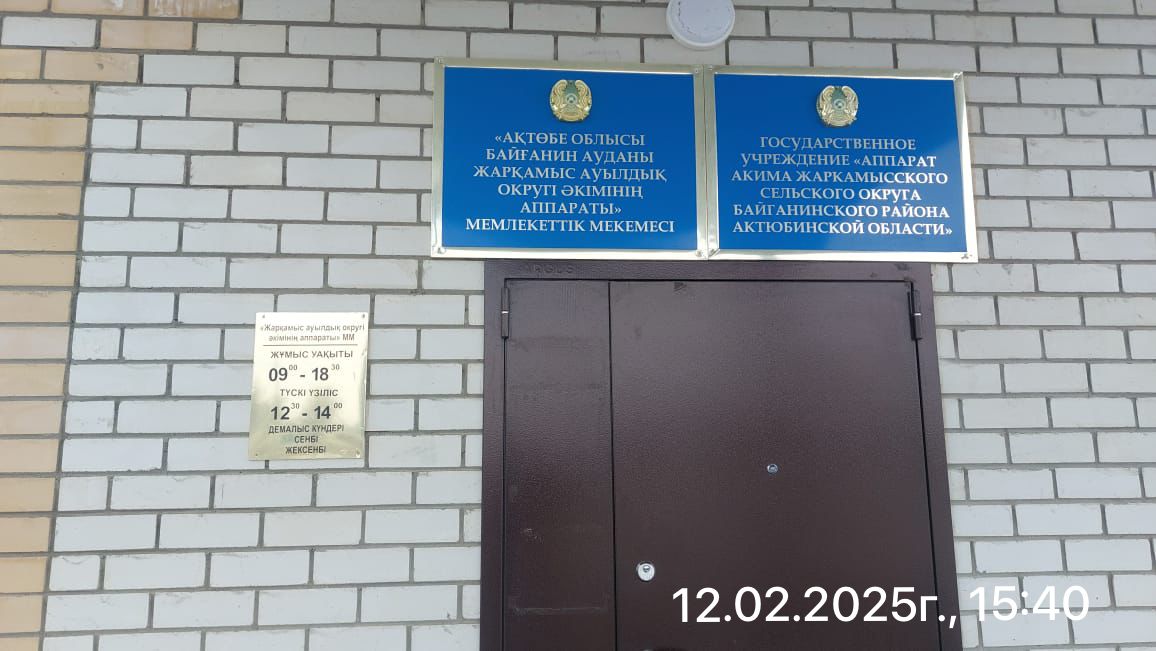 «АҚТӨБЕ ОБЛЫСЫ
БАЙҒАНИН АУДАНЫ
ЖАРҚАМЫС АУЫЛДЫҚ
ОКРУГІ ӘКІМІНІҢ
АППАРАТЫ»
МЕМЛЕКЕТТІК МЕКЕМЕСІ
ГОСУДАРСТВЕННОЕ
УЧРЕЖДЕНИЕ «АППАРАТ
АКИМА ЖАРКАМЫССКОГО
СЕЛЬСКОГО ОКРУГА
БАЙГАНИНСКОГО РАЙОНА
АКТЮБИНСКОЙ ОБЛАСТИ»
ARGUS
«Жарқамыс ауылдық округі
әкімінің аппараты» ММ
ЖҰМЫС УАҚЫТЫ
09⁰⁰ - 18³⁰
ТҮСКІ ҮЗІЛІС
12³⁰ - 14⁰⁰
ДЕМАЛЫС КҮНДЕРІ
СЕНБІ
ЖЕКСЕНБІ
12.02.2025г., 15:40